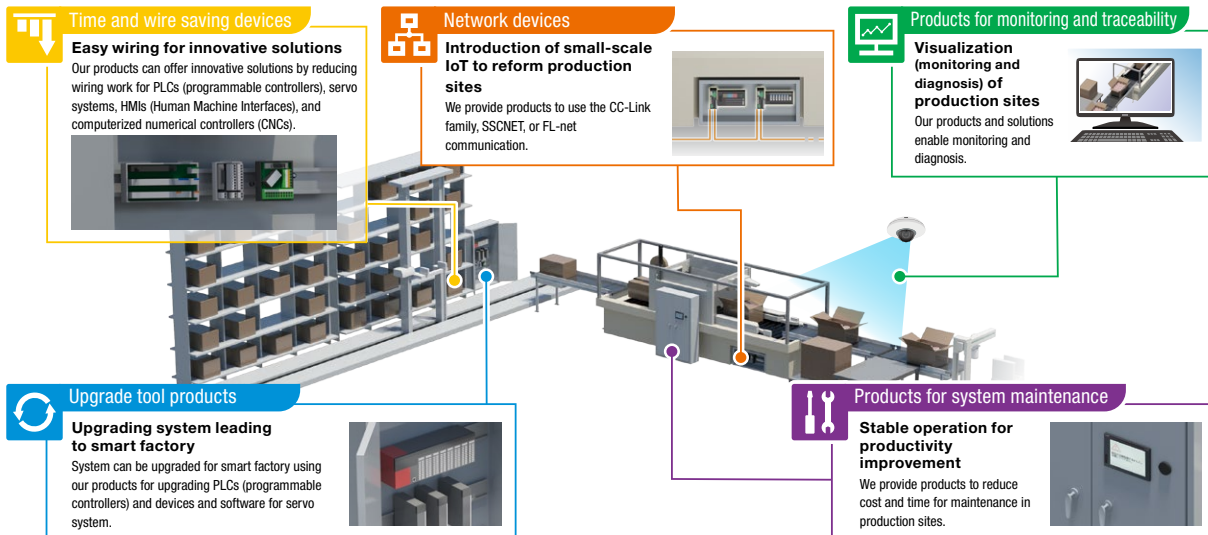 Time and wire saving devices
Easy wiring for innovative solutions
Our products can offer innovative solutions by reducing
wiring work for PLCs (programmable controllers), servo
systems, HMIs (Human Machine Interfaces), and
computerized numerical controllers (CNCs).
Network devices
Introduction of small-scale
IoT to reform production
sites
We provide products to use the CC-Link
family, SSCNET, or FL-net
communication.
Products for monitoring and traceability
Visualization
(monitoring and
diagnosis) of
production sites
Our products and solutions
enable monitoring and
diagnosis.
Upgrade tool products
Upgrading system leading
to smart factory
System can be upgraded for smart factory using
our products for upgrading PLCs (programmable
controllers) and devices and software for servo
system.
Products for system maintenance
Stable operation for
productivity
improvement
We provide products to reduce
cost and time for maintenance in
production sites.